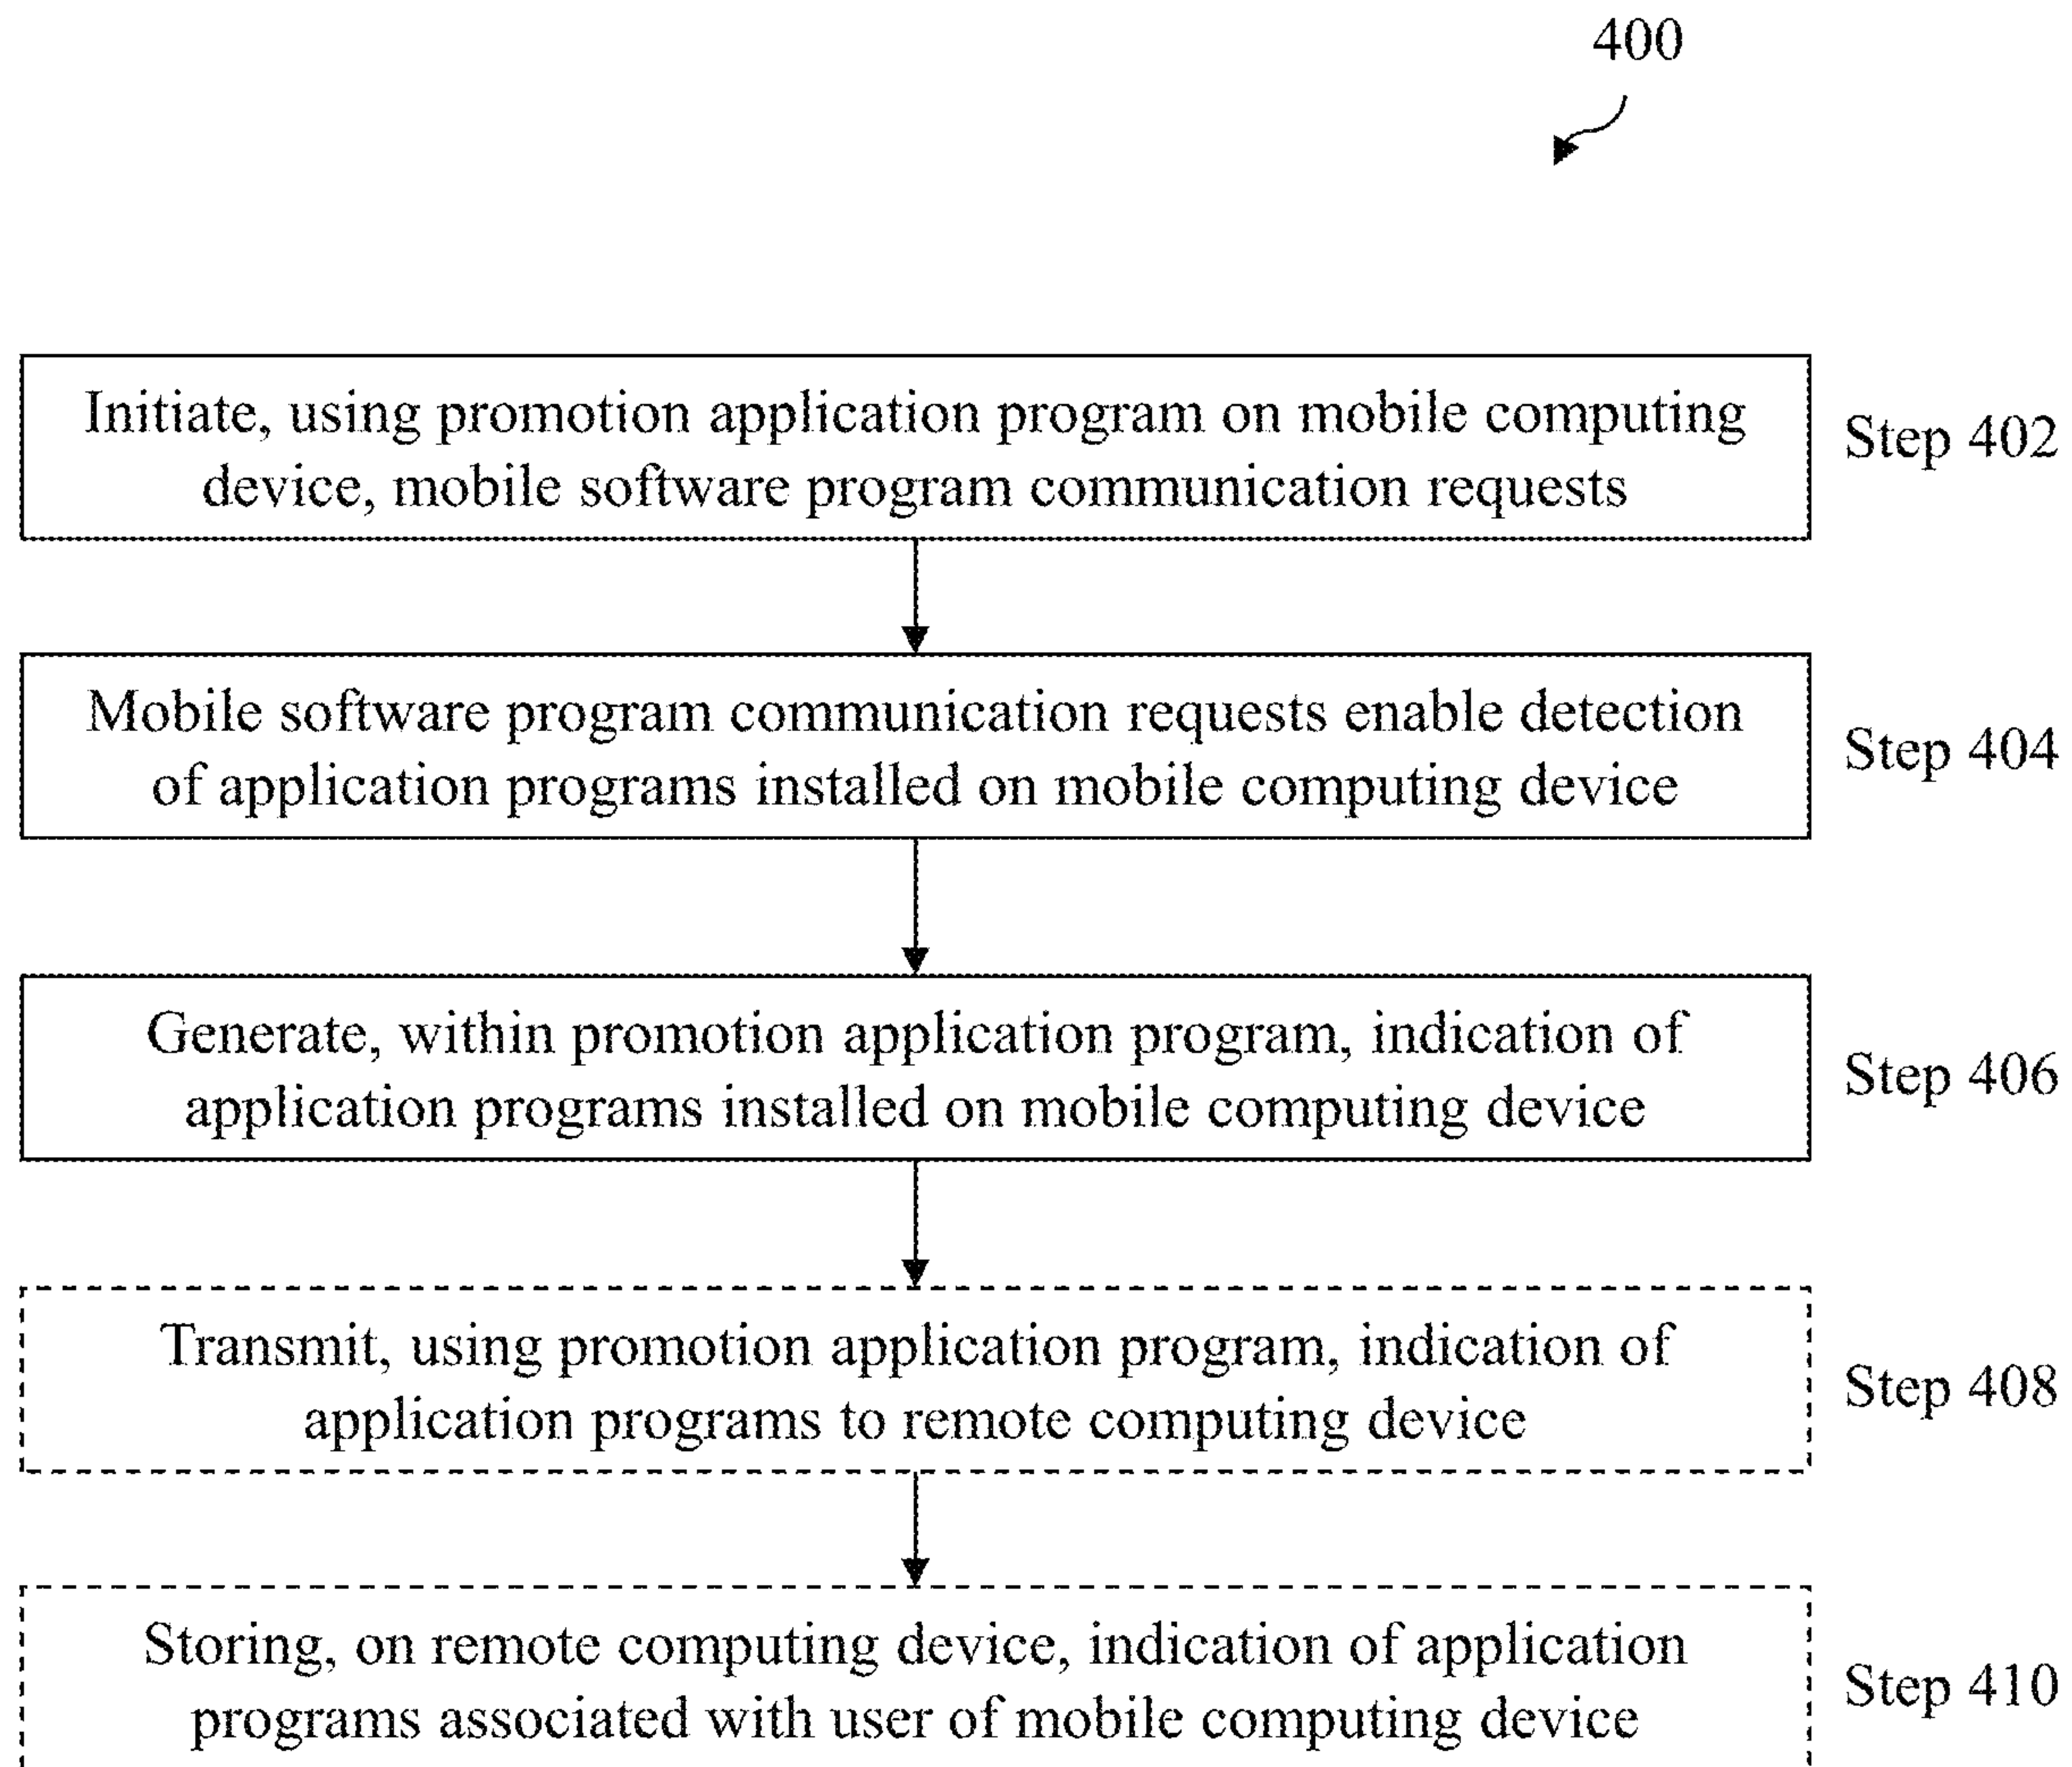 400
Initiate, using promotion application program on mobile computing
device, mobile software program communication requests
Step 402
Mobile software program communication requests enable detection
of application programs installed on mobile computing device
Step 404
Generate, within promotion application program, indication of
application programs installed on mobile computing device
Step 406
Transmit, using promotion application program, indication of
application programs to remote computing device
Step 408
Storing, on remote computing device, indication of application
programs associated with user of mobile computing device
Step 410